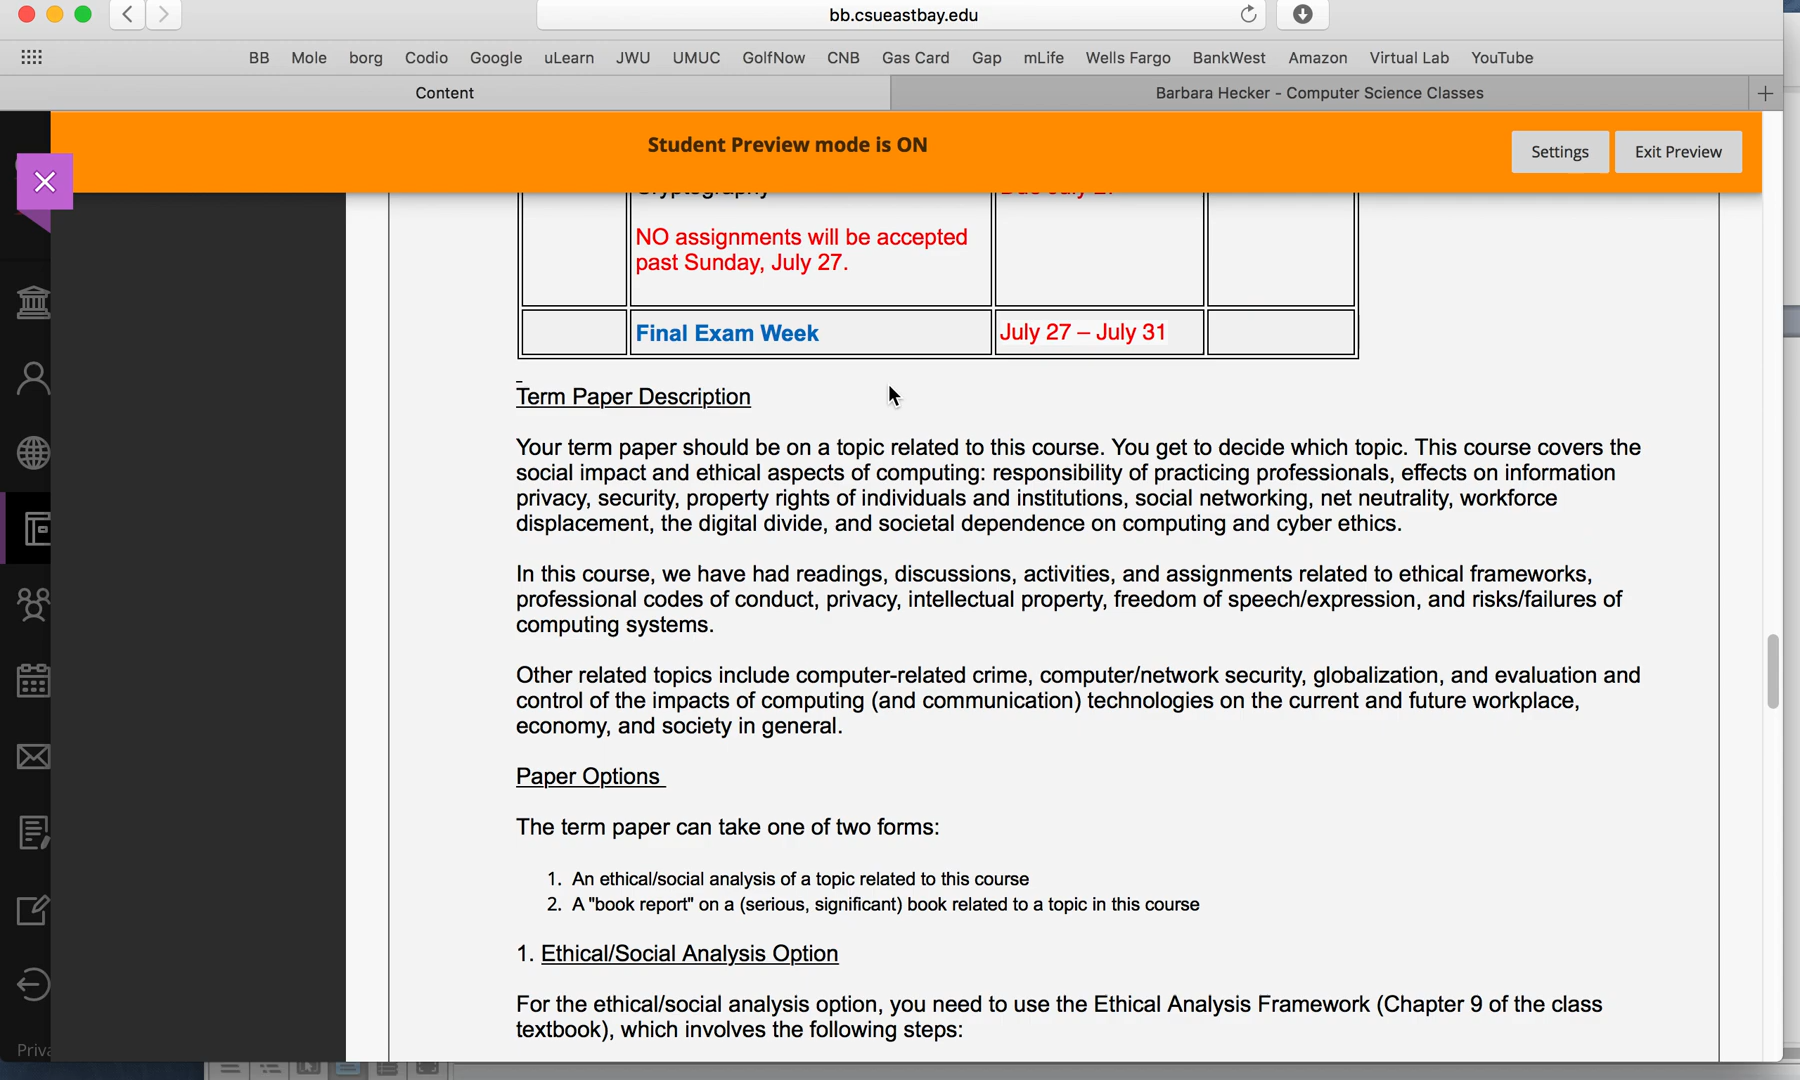 bb.csueastbay.edu
BB Mole borg Codio Google uLearn JWU UMUC GolfNow CNB Gas Card Gap mLife Wells Fargo BankWest Amazon Virtual Lab YouTube
Content Barbara Hecker - Computer Science Classes
Student Preview mode is ON
Settings Exit Preview
Cryptography Due July 27
NO assignments will be accepted
past Sunday, July 27.
Final Exam Week July 27 – July 31
Term Paper Description
Your term paper should be on a topic related to this course. You get to decide which topic. This course covers the
social impact and ethical aspects of computing: responsibility of practicing professionals, effects on information
privacy, security, property rights of individuals and institutions, social networking, net neutrality, workforce
displacement, the digital divide, and societal dependence on computing and cyber ethics.
In this course, we have had readings, discussions, activities, and assignments related to ethical frameworks,
professional codes of conduct, privacy, intellectual property, freedom of speech/expression, and risks/failures of
computing systems.
Other related topics include computer-related crime, computer/network security, globalization, and evaluation and
control of the impacts of computing (and communication) technologies on the current and future workplace,
economy, and society in general.
Paper Options
The term paper can take one of two forms:
1. An ethical/social analysis of a topic related to this course
2. A "book report" on a (serious, significant) book related to a topic in this course
1. Ethical/Social Analysis Option
For the ethical/social analysis option, you need to use the Ethical Analysis Framework (Chapter 9 of the class
textbook), which involves the following steps:
Priva